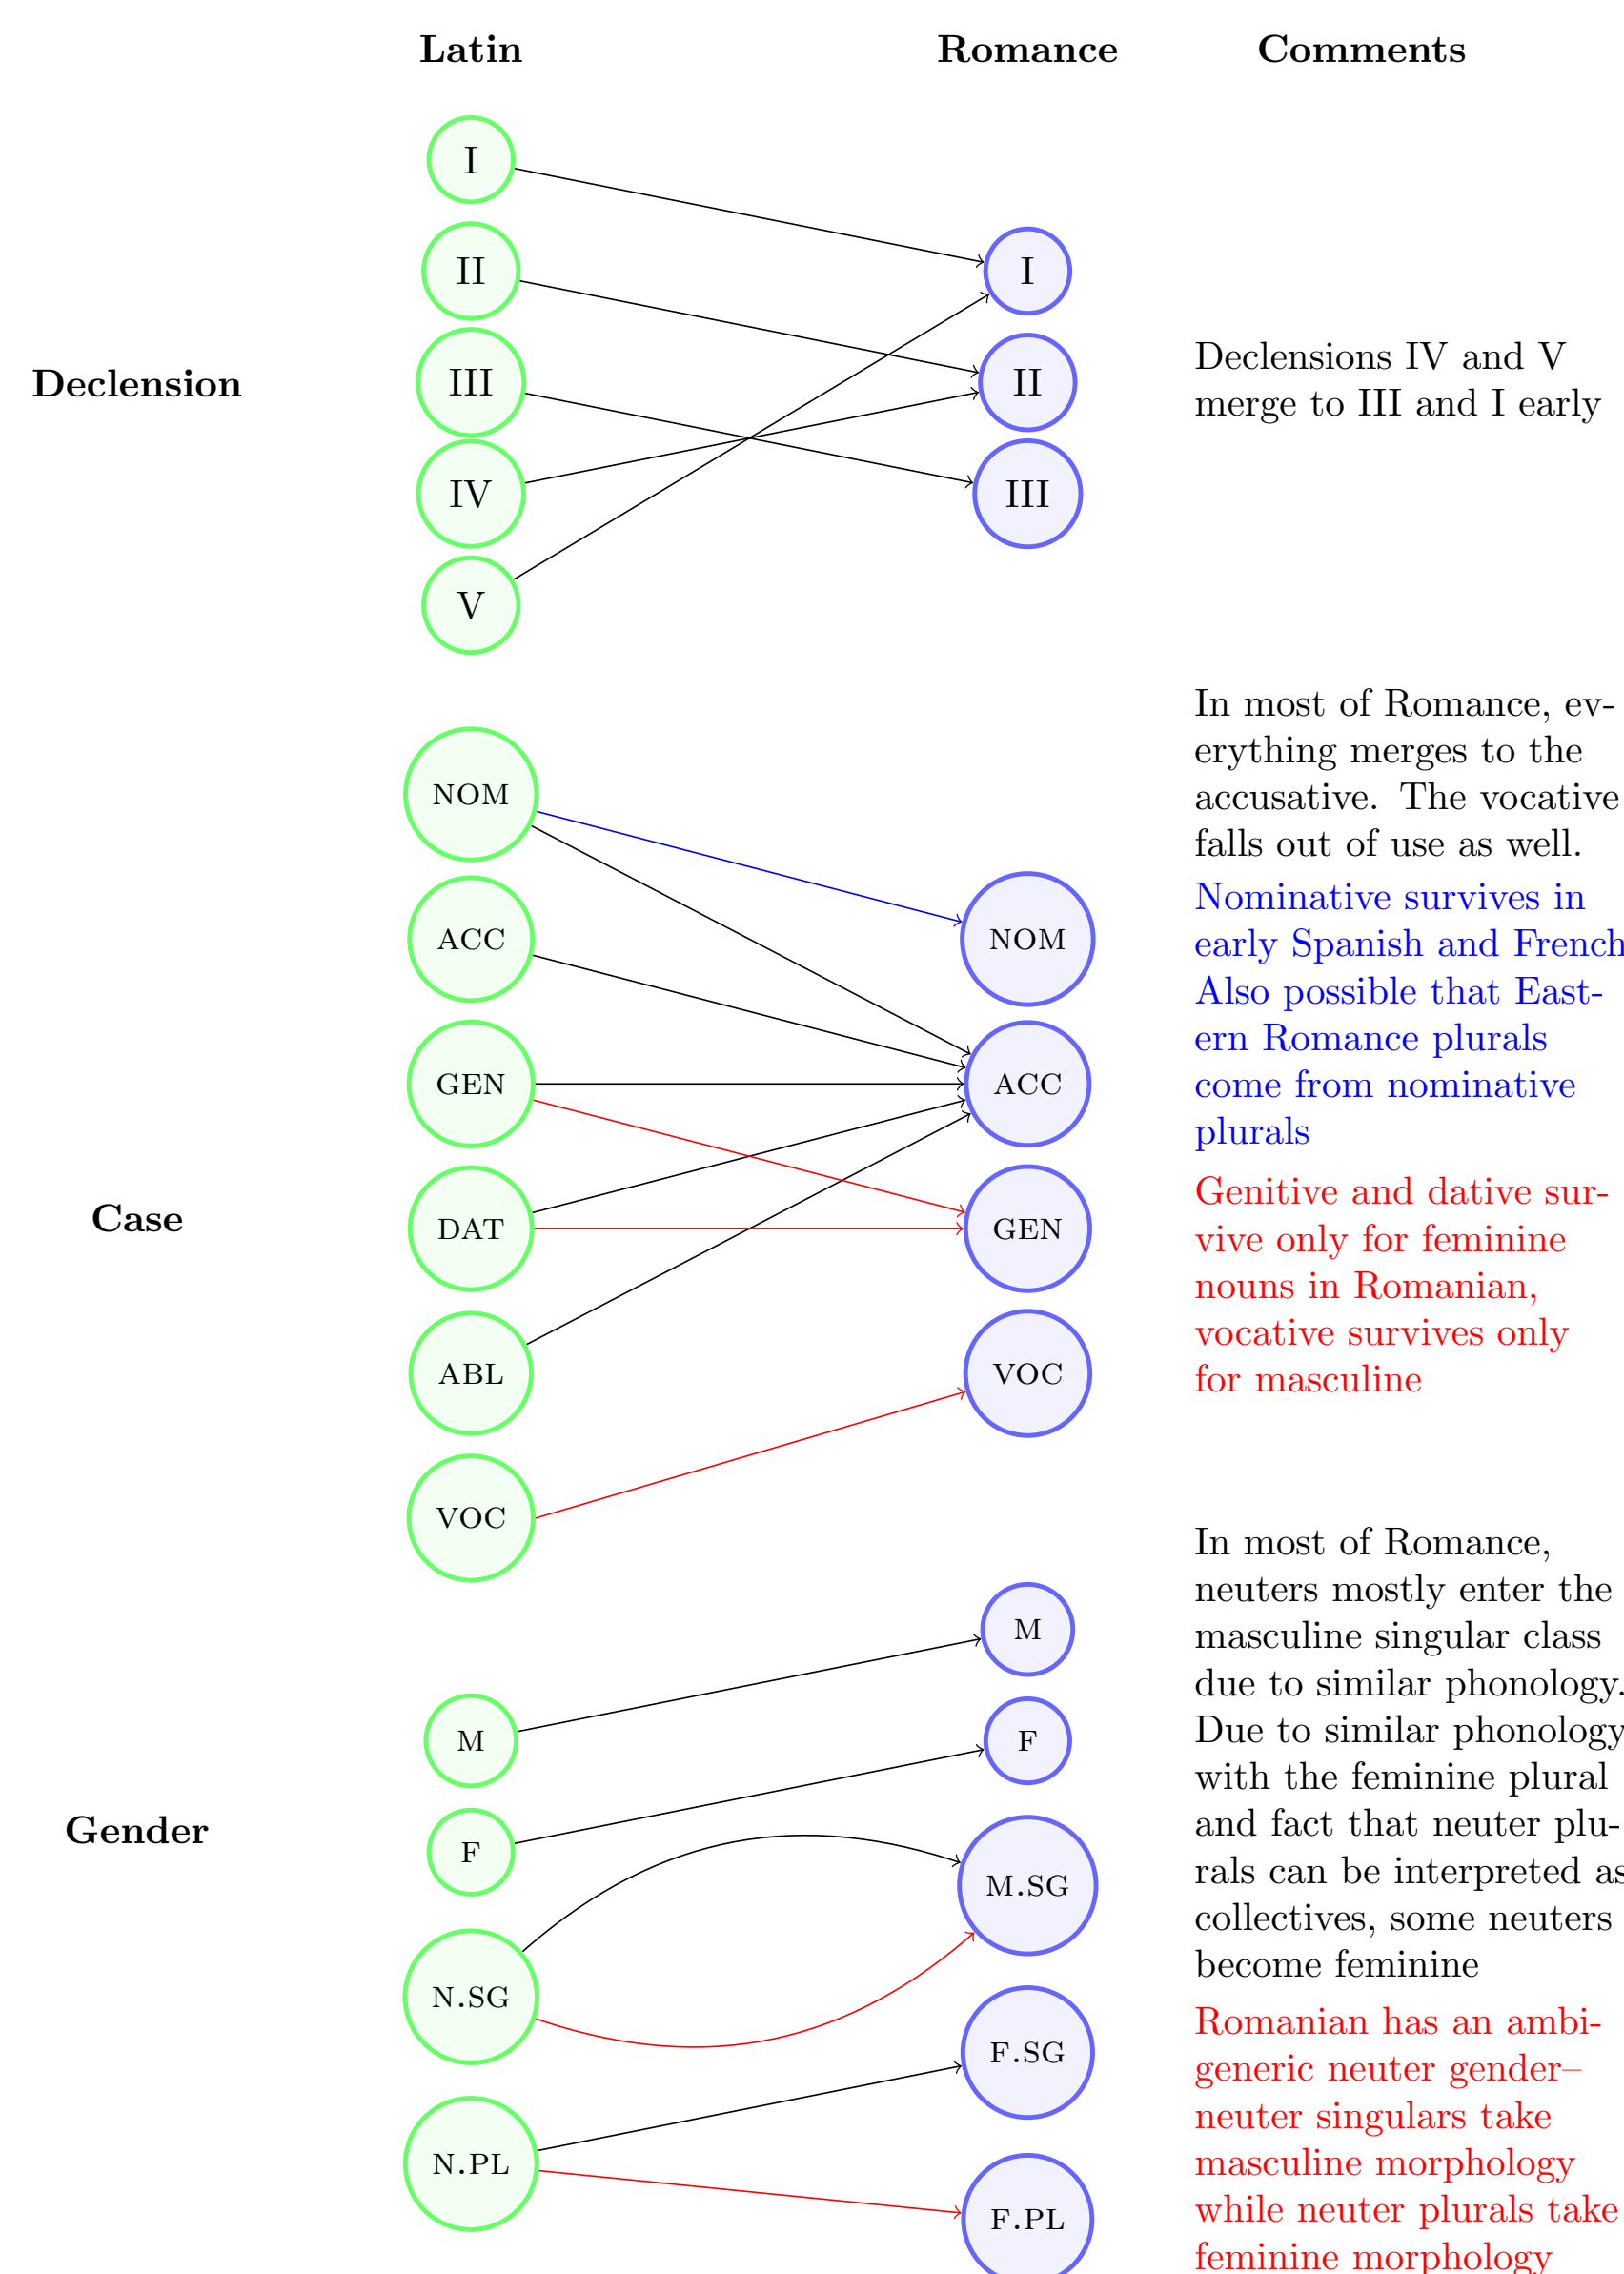 Latin Romance Comments
I
II
III
IV
V
I
II
III
Declension
Declensions IV and V
merge to III and I early
NOM
ACC
GEN
DAT
ABL
VOC
NOM
ACC
GEN
VOC
Case
In most of Romance, ev-
erything merges to the
accusative. The vocative
falls out of use as well.
Nominative survives in
early Spanish and French
Also possible that East-
ern Romance plurals
come from nominative
plurals
Genitive and dative sur-
vive only for feminine
nouns in Romanian,
vocative survives only
for masculine
M
F
N.SG
N.PL
M
F
M.SG
F.SG
F.PL
Gender
In most of Romance,
neuters mostly enter the
masculine singular class
due to similar phonology.
Due to similar phonology
with the feminine plural
and fact that neuter plu-
rals can be interpreted as
collectives, some neuters
become feminine
Romanian has an ambi-
generic neuter gender–
neuter singulars take
masculine morphology
while neuter plurals take
feminine morphology